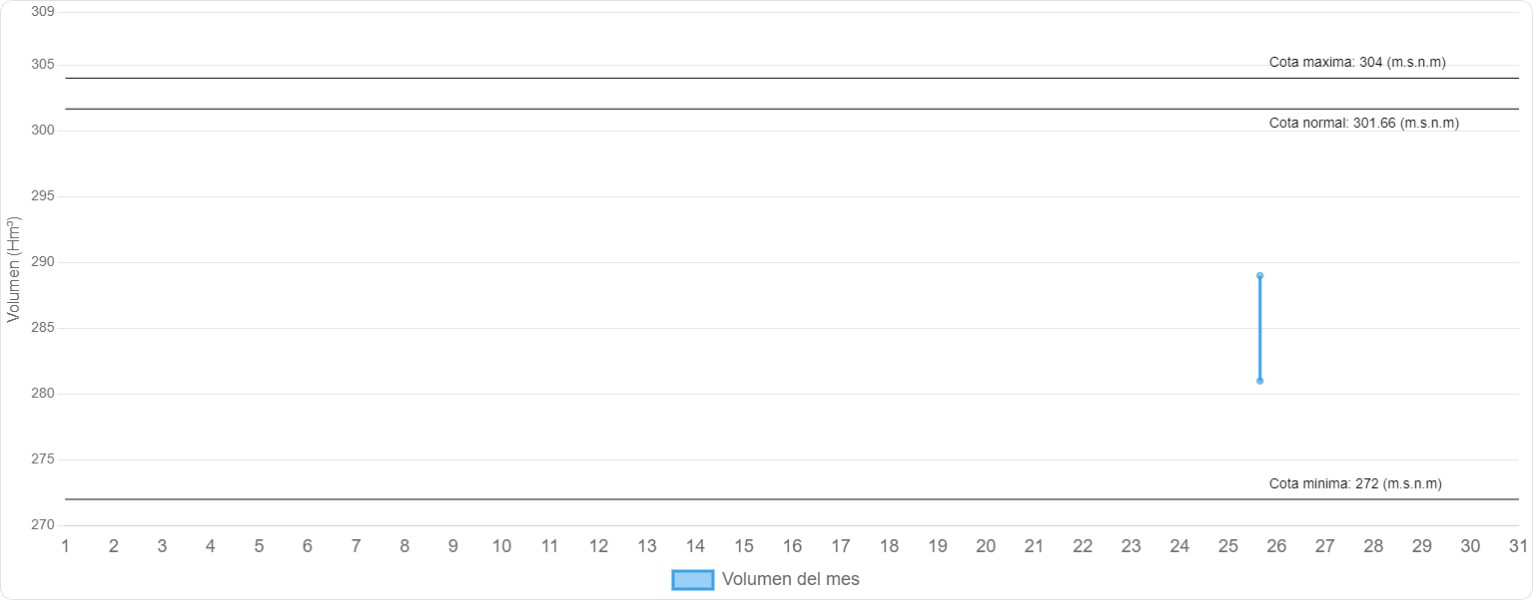 309
305
Cota maxima: 304 (m.s.n.m)
Cota normal: 301.66 (m.s.n.m)
300
295
290
285
280
275
Cota minima: 272 (m.s.n.m)
270
Volumen (Hm³)
1 2 3 4 5 6 7 8 9 10 11 12 13 14 15 16 17 18 19 20 21 22 23 24 25 26 27 28 29 30 31
Volumen del mes